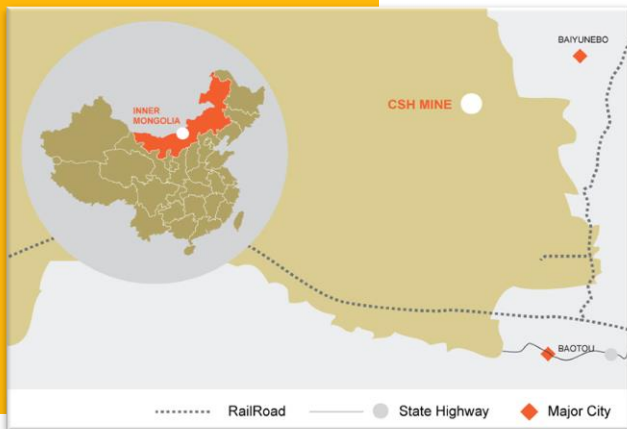 BAIYUNEBO
CSH MINE
INNER
MONGOLIA
BAOTOU
RailRoad
State Highway
Major City